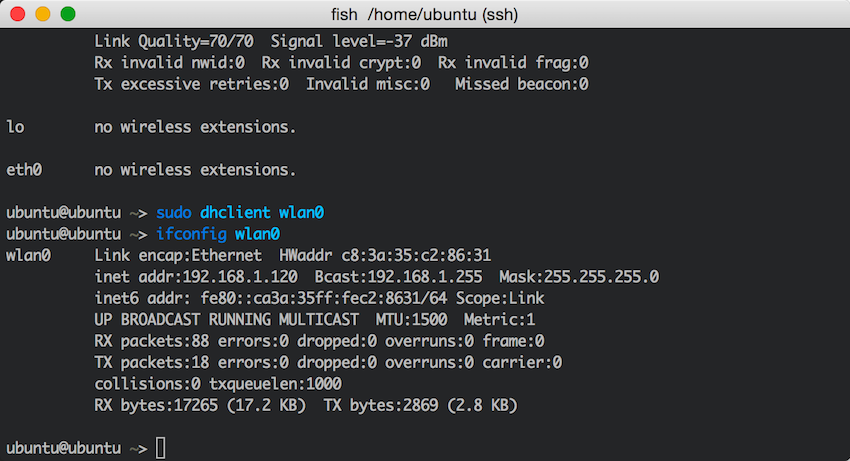 fish /home/ubuntu (ssh)
Link Quality=70/70  Signal level=-37 dBm
Rx invalid nwid:0  Rx invalid crypt:0  Rx invalid frag:0
Tx excessive retries:0  Invalid misc:0   Missed beacon:0
lo        no wireless extensions.
eth0      no wireless extensions.
ubuntu@ubuntu ~> sudo dhclient wlan0
ubuntu@ubuntu ~> ifconfig wlan0
wlan0     Link encap:Ethernet  HWaddr c8:3a:35:c2:86:31
inet addr:192.168.1.120  Bcast:192.168.1.255  Mask:255.255.255.0
inet6 addr: fe80::ca3a:35ff:fec2:8631/64 Scope:Link
UP BROADCAST RUNNING MULTICAST  MTU:1500  Metric:1
RX packets:88 errors:0 dropped:0 overruns:0 frame:0
TX packets:18 errors:0 dropped:0 overruns:0 carrier:0
collisions:0 txqueuelen:1000
RX bytes:17265 (17.2 KB)  TX bytes:2869 (2.8 KB)
ubuntu@ubuntu ~>